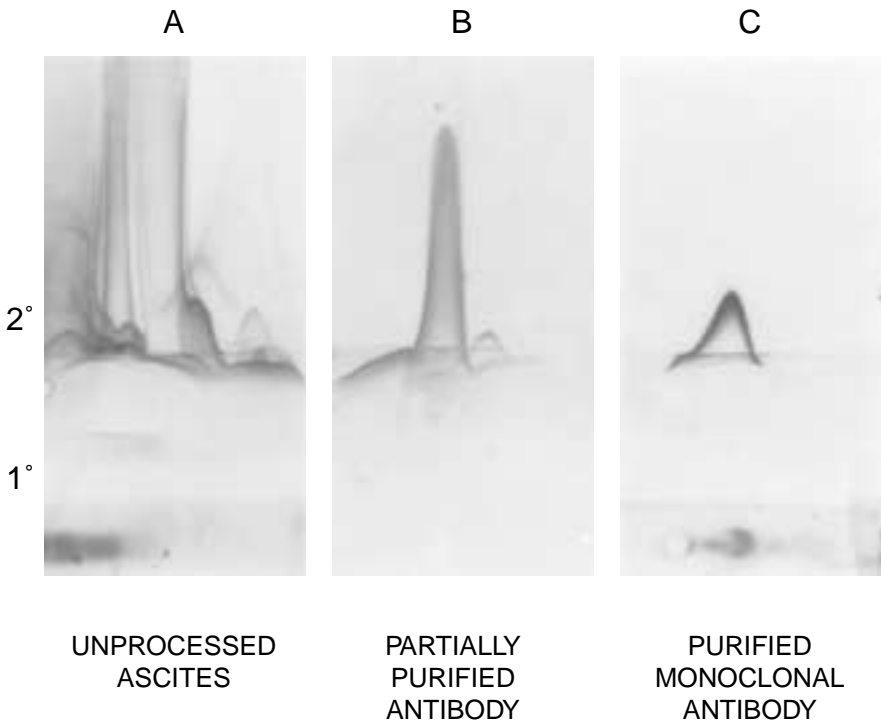 A
B
C
2°
1°
UNPROCESSED
ASCITES
PARTIALLY
PURIFIED
ANTIBODY
PURIFIED
MONOCLONAL
ANTIBODY